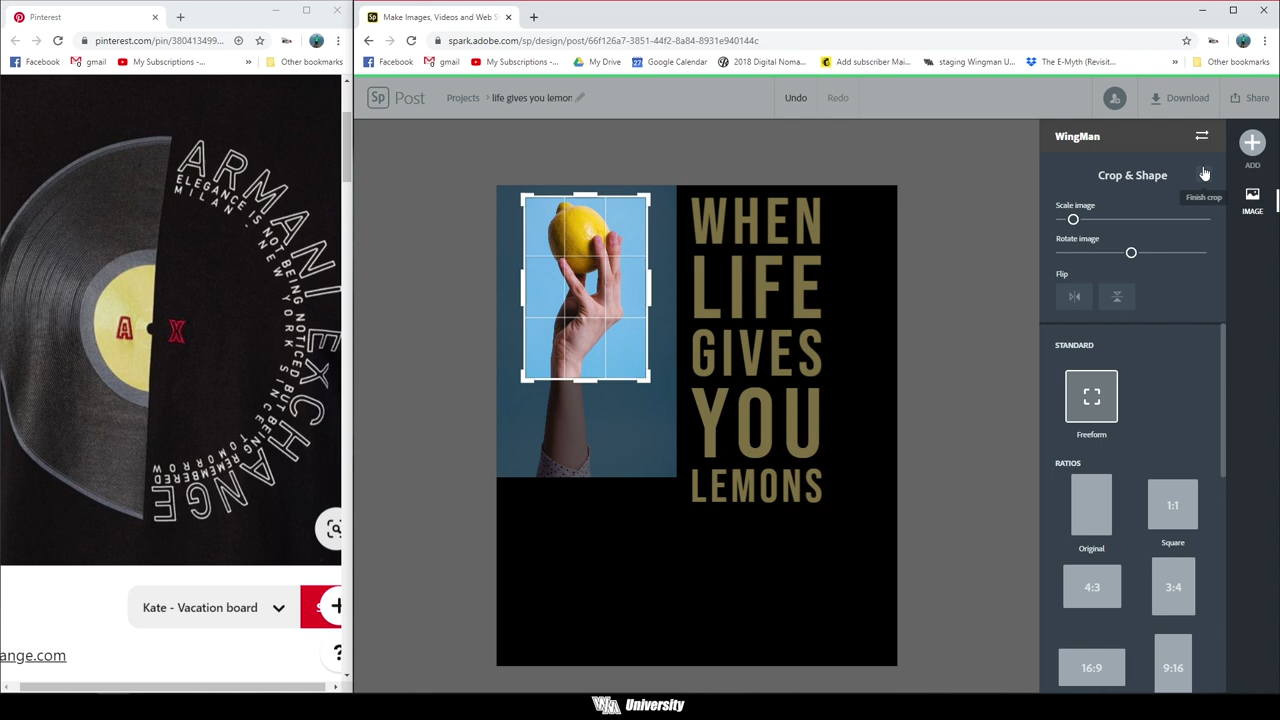 Pinterest
pinterest.com/pin/380413499...
Facebook
gmail
My Subscriptions -...
»
Other bookmarks
ARMANI EXCHANGE
ELEGANCE IS NOT BEING NOTICED BUT BEING REMEMBERED
MILAN - NEW YORK SINCE TOMORROW
A X
Kate - Vacation board
S
+
?
ange.com
Sp
Make Images, Videos and Web S
spark.adobe.com/sp/design/post/66f126a7-3851-44f2-8a84-8931e940144c
Facebook
gmail
My Subscriptions -...
My Drive
Google Calendar
2018 Digital Noma...
Add subscriber Mai...
staging Wingman U...
The E-Myth (Revisit...
»
Other bookmarks
Sp Post
Projects
life gives you lemon
Undo
Redo
Download
Share
WHEN
LIFE
GIVES
YOU
LEMONS
WingMan
Crop & Shape
Finish crop
Scale image
Rotate image
Flip
STANDARD
Freeform
RATIOS
Original
1:1
Square
4:3
3:4
16:9
9:16
ADD
IMAGE
University